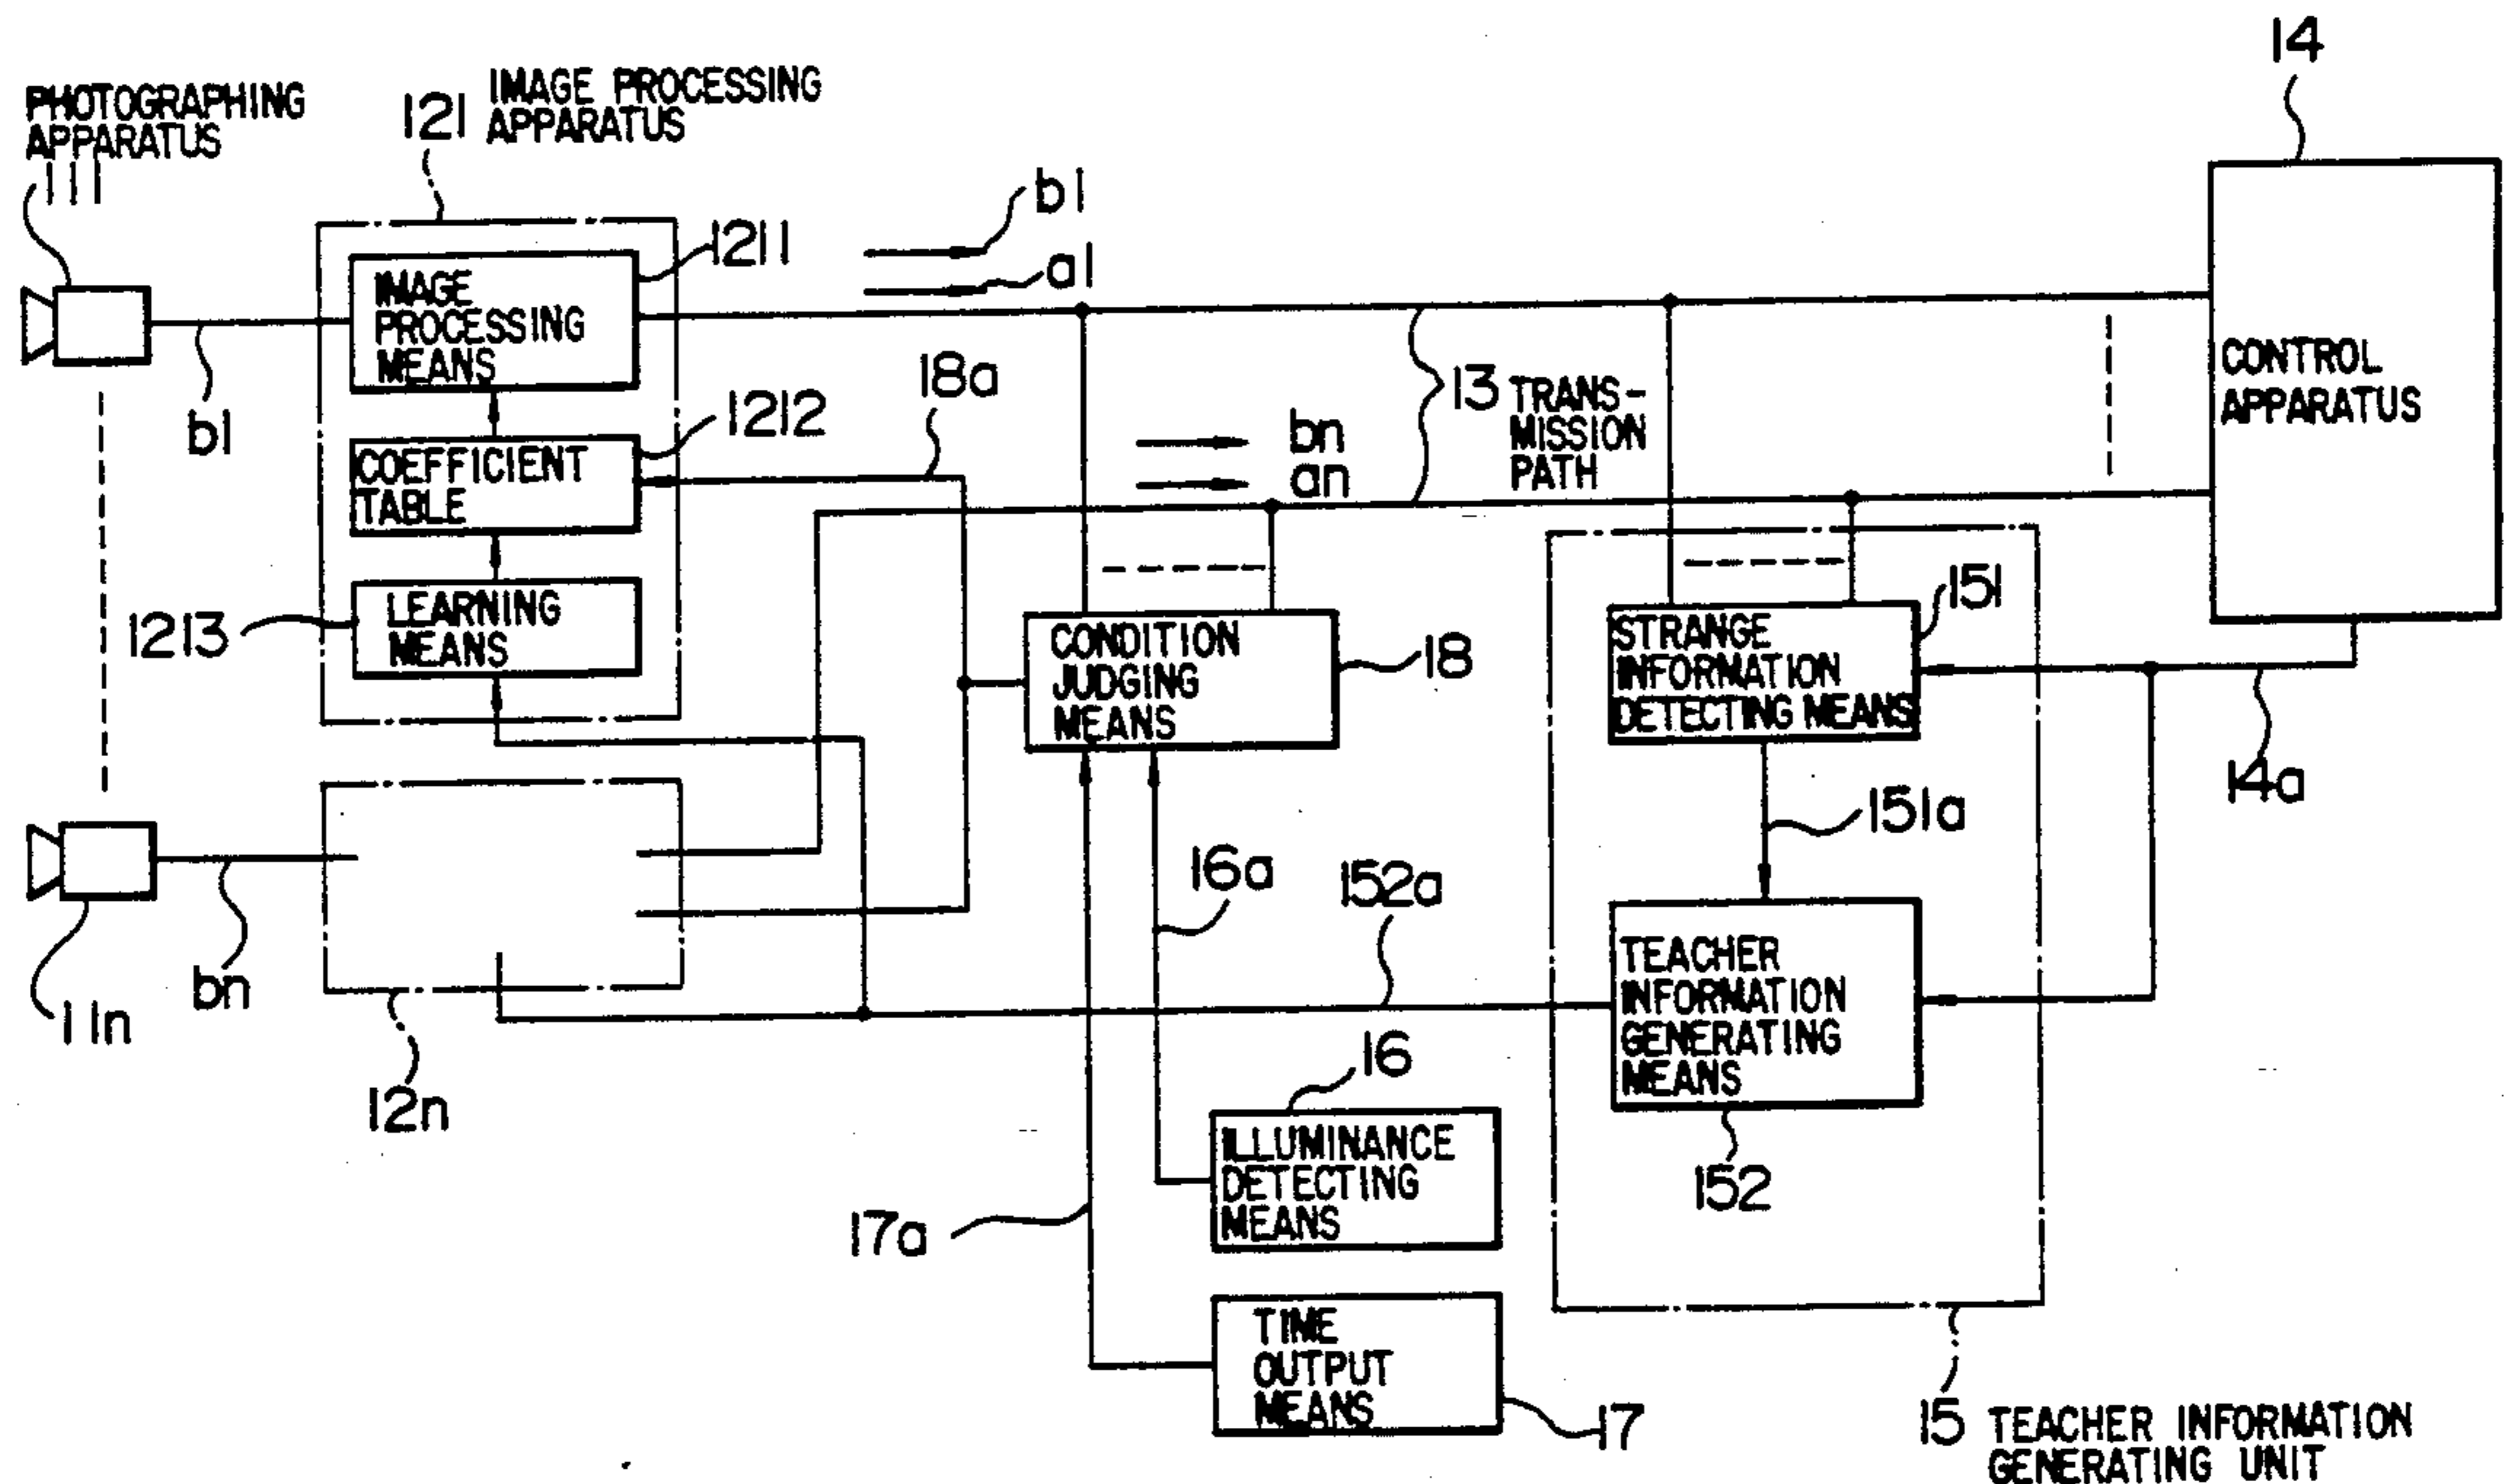 14
PHOTOGRAPHING
APPARATUS
111
121
IMAGE PROCESSING
APPARATUS
b1
a1
1211
IMAGE
PROCESSING
MEANS
b1
18a
1212
COEFFICIENT
TABLE
13
TRANS-
MISSION
PATH
bn
an
CONTROL
APPARATUS
1213
LEARNING
MEANS
CONDITION
JUDGING
MEANS
18
151
STRANGE
INFORMATION
DETECTING MEANS
14a
151a
16a
152a
bn
11n
12n
TEACHER
INFORMATION
GENERATING
MEANS
152
16
ILLUMINANCE
DETECTING
MEANS
17a
TIME
OUTPUT
MEANS
17
15
TEACHER INFORMATION
GENERATING UNIT